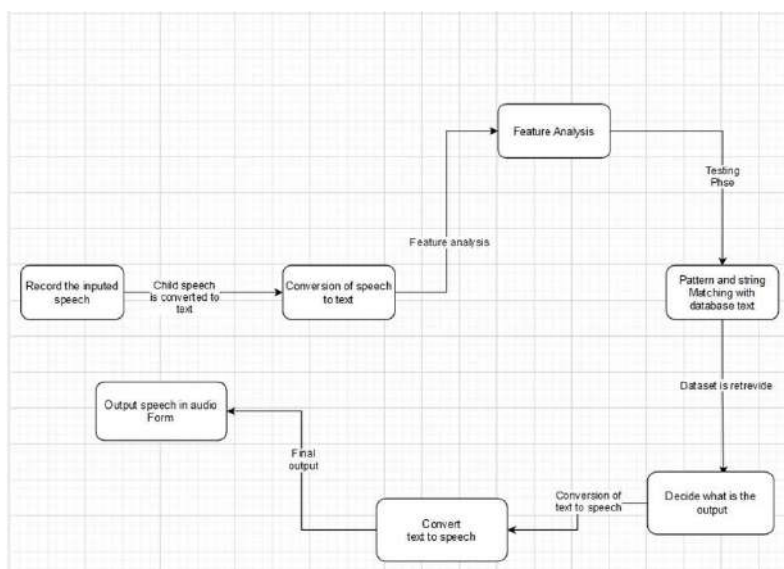 Feature Analysis
Testing
Phse
Feature analysis
Record the inputed
speech
Child speech
is converted to
text
Conversion of speech
to text
Pattern and string
Matching with
database text
Dataset is retrevide
Output speech in audio
Form
Final
output
Convert
text to speech
Conversion of
text to speech
Decide what is the
output